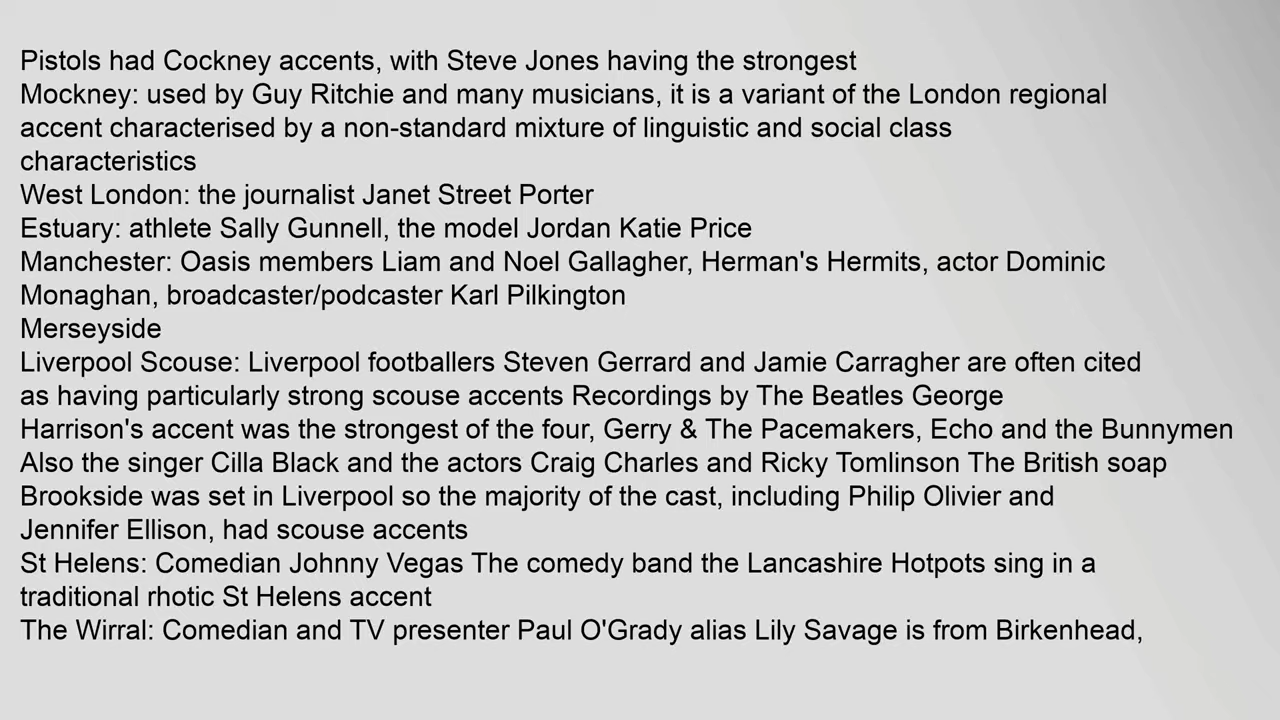 Pistols had Cockney accents, with Steve Jones having the strongest
Mockney: used by Guy Ritchie and many musicians, it is a variant of the London regional
accent characterised by a non-standard mixture of linguistic and social class
characteristics
West London: the journalist Janet Street Porter
Estuary: athlete Sally Gunnell, the model Jordan Katie Price
Manchester: Oasis members Liam and Noel Gallagher, Herman's Hermits, actor Dominic
Monaghan, broadcaster/podcaster Karl Pilkington
Merseyside
Liverpool Scouse: Liverpool footballers Steven Gerrard and Jamie Carragher are often cited
as having particularly strong scouse accents Recordings by The Beatles George
Harrison's accent was the strongest of the four, Gerry & The Pacemakers, Echo and the Bunnymen
Also the singer Cilla Black and the actors Craig Charles and Ricky Tomlinson The British soap
Brookside was set in Liverpool so the majority of the cast, including Philip Olivier and
Jennifer Ellison, had scouse accents
St Helens: Comedian Johnny Vegas The comedy band the Lancashire Hotpots sing in a
traditional rhotic St Helens accent
The Wirral: Comedian and TV presenter Paul O'Grady alias Lily Savage is from Birkenhead,